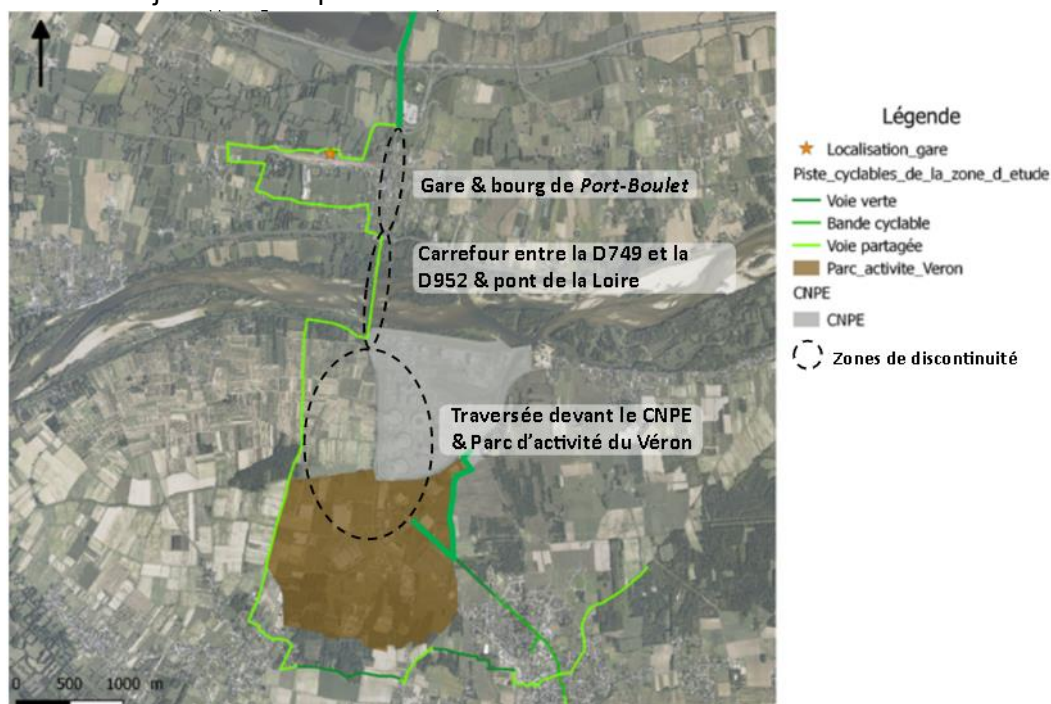 Gare & bourg de Port-Boulet
Carrefour entre la D749 et la
D952 & pont de la Loire
Traversée devant le CNPE
& Parc d'activité du Véron
0 500 1000 m
Légende
Localisation_gare
Piste_cyclables_de_la_zone_d_etude
Voie verte
Bande cyclable
Voie partagée
Parc_activite_Veron
CNPE
CNPE
Zones de discontinuité